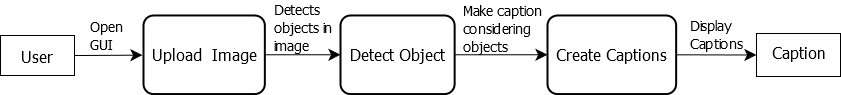 User
Open
GUI
Upload  Image
Detects
objects in
image
Detect Object
Make caption
considering
objects
Create Captions
Display
Captions
Caption